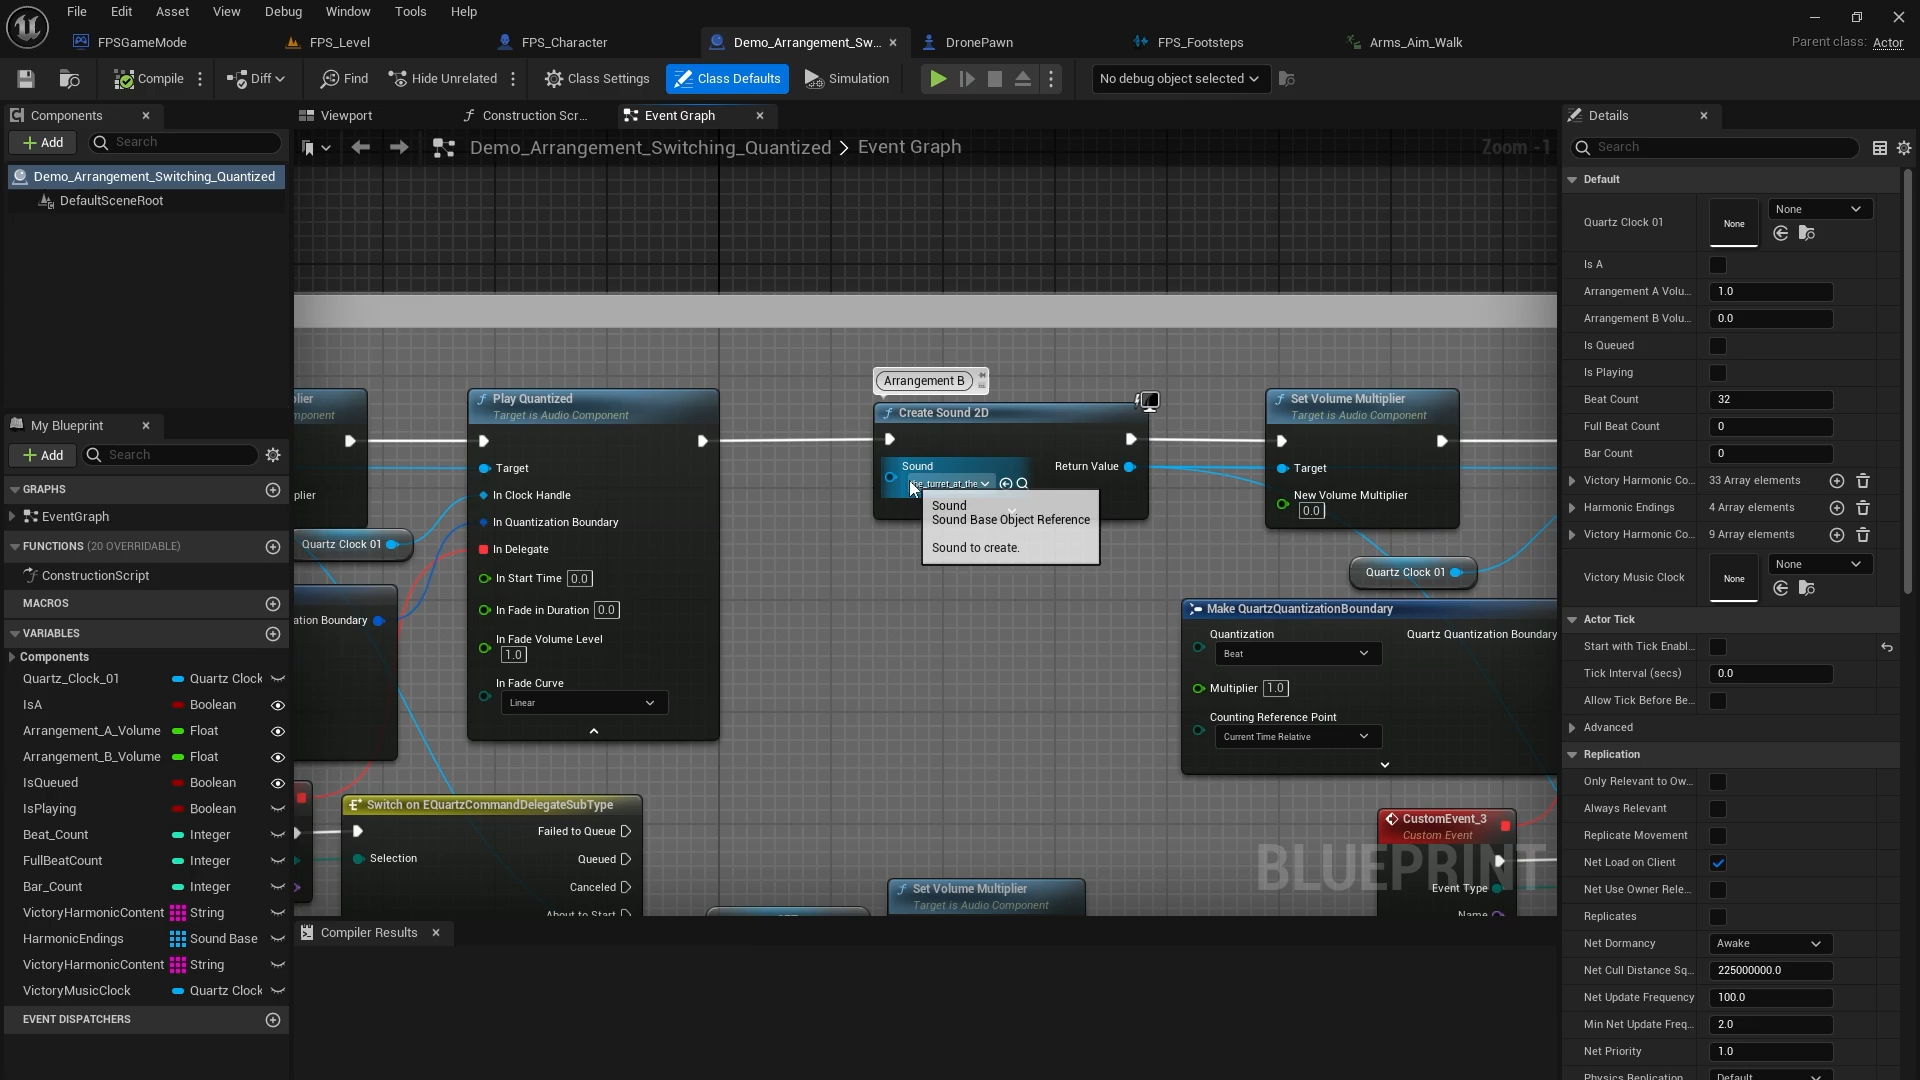 File Edit Asset View Debug Window Tools Help
FPSGameMode
FPS_Level
FPS_Character
Demo_Arrangement_Sw...
DronePawn
FPS_Footsteps
Arms_Aim_Walk
Parent class: Actor
Compile
Diff
Find
Hide Unrelated
Class Settings
Class Defaults
Simulation
No debug object selected
Components
Add
Search
Demo_Arrangement_Switching_Quantized
DefaultSceneRoot
My Blueprint
Add
Search
GRAPHS
EventGraph
FUNCTIONS (20 OVERRIDABLE)
ConstructionScript
MACROS
VARIABLES
Components
Quartz_Clock_01 Quartz Clock
IsA Boolean
Arrangement_A_Volume Float
Arrangement_B_Volume Float
IsQueued Boolean
IsPlaying Boolean
Beat_Count Integer
FullBeatCount Integer
Bar_Count Integer
VictoryHarmonicContent String
HarmonicEndings Sound Base
VictoryHarmonicContent String
VictoryMusicClock Quartz Clock
EVENT DISPATCHERS
Viewport
Construction Scr...
Event Graph
Demo_Arrangement_Switching_Quantized > Event Graph
Zoom -1
lier
mponent
plier
Quartz Clock 01
ation Boundary
Play Quantized
Target is Audio Component
Target
In Clock Handle
In Quantization Boundary
In Delegate
In Start Time 0.0
In Fade in Duration 0.0
In Fade Volume Level
1.0
In Fade Curve
Linear
Arrangement B
Create Sound 2D
Sound
Return Value
the_turret_at_the
Sound
Sound Base Object Reference
Sound to create.
Set Volume Multiplier
Target is Audio Component
Target
New Volume Multiplier
0.0
Quartz Clock 01
Make QuartzQuantizationBoundary
Quantization
Quartz Quantization Boundary
Beat
Multiplier 1.0
Counting Reference Point
Current Time Relative
Switch on EQuartzCommandDelegateSubType
Failed to Queue
Queued
Selection
Canceled
About to Start
SET
Set Volume Multiplier
Target is Audio Component
CustomEvent_3
Custom Event
Event Type
Name
BLUEPRINT
Compiler Results
Details
Search
Default
Quartz Clock 01
None
None
Is A
Arrangement A Volu... 1.0
Arrangement B Volu... 0.0
Is Queued
Is Playing
Beat Count 32
Full Beat Count 0
Bar Count 0
Victory Harmonic Co... 33 Array elements
Harmonic Endings 4 Array elements
Victory Harmonic Co... 9 Array elements
Victory Music Clock
None
None
Actor Tick
Start with Tick Enabl...
Tick Interval (secs) 0.0
Allow Tick Before Be...
Advanced
Replication
Only Relevant to Ow...
Always Relevant
Replicate Movement
Net Load on Client
Net Use Owner Rele...
Replicates
Net Dormancy Awake
Net Cull Distance Sq... 225000000.0
Net Update Frequency 100.0
Min Net Update Freq... 2.0
Net Priority 1.0
Physics Replication Default